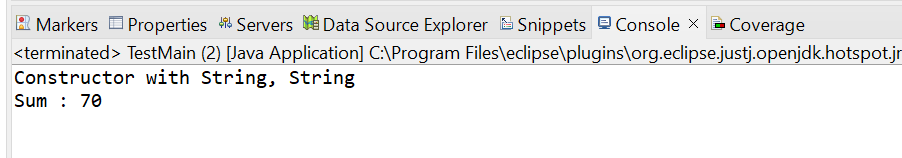 Markers Properties Servers Data Source Explorer Snippets Console Coverage
<terminated> TestMain (2) [Java Application] C:\Program Files\eclipse\plugins\org.eclipse.justj.openjdk.hotspot.jr
Constructor with String, String
Sum : 70